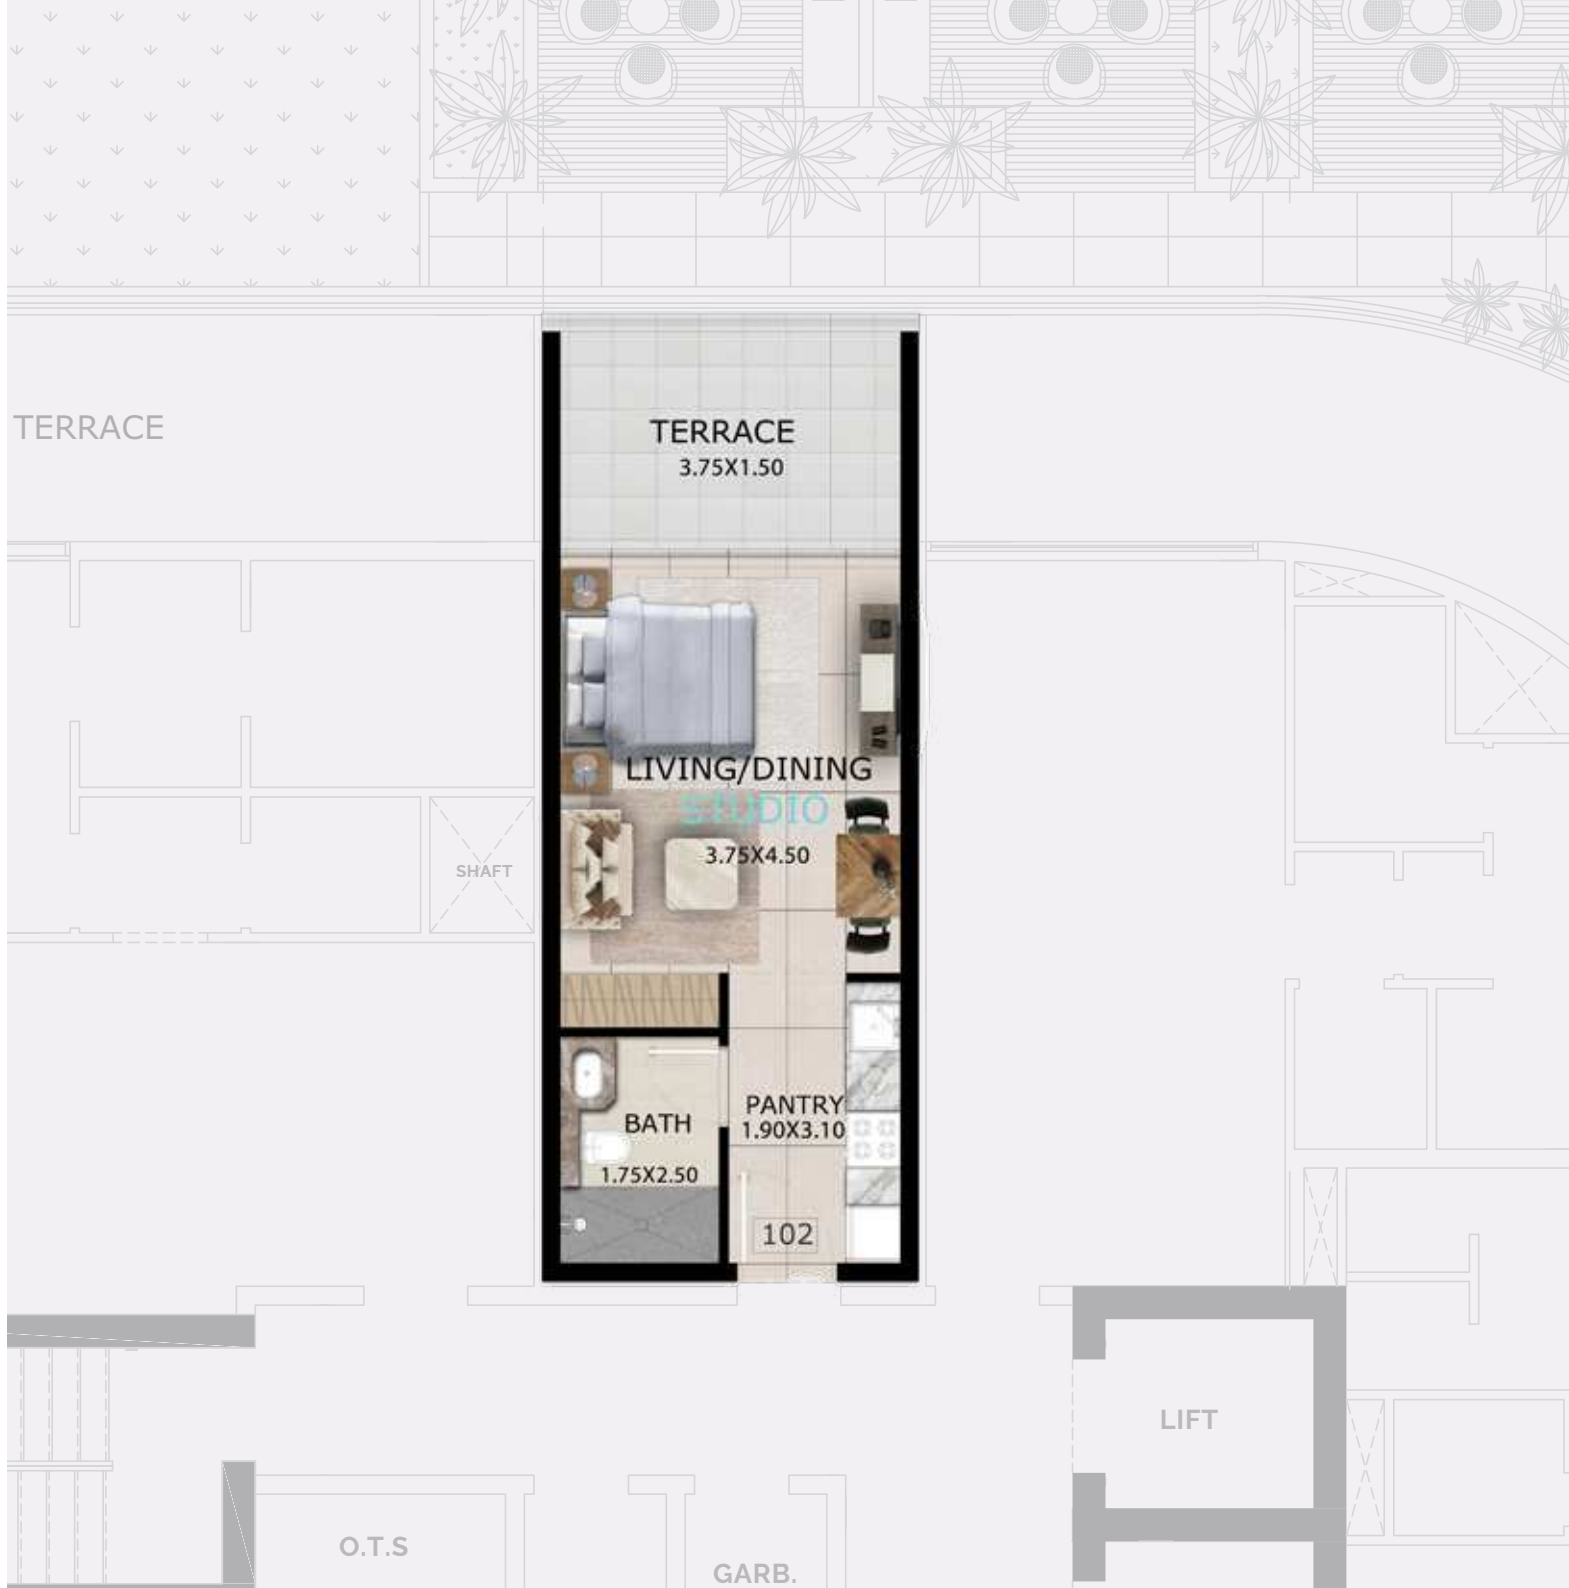 TERRACE
TERRACE
3.75X1.50
LIVING/DINING
STUDIO
3.75X4.50
SHAFT
PANTRY
1.90X3.10
BATH
1.75X2.50
102
LIFT
O.T.S
GARB.